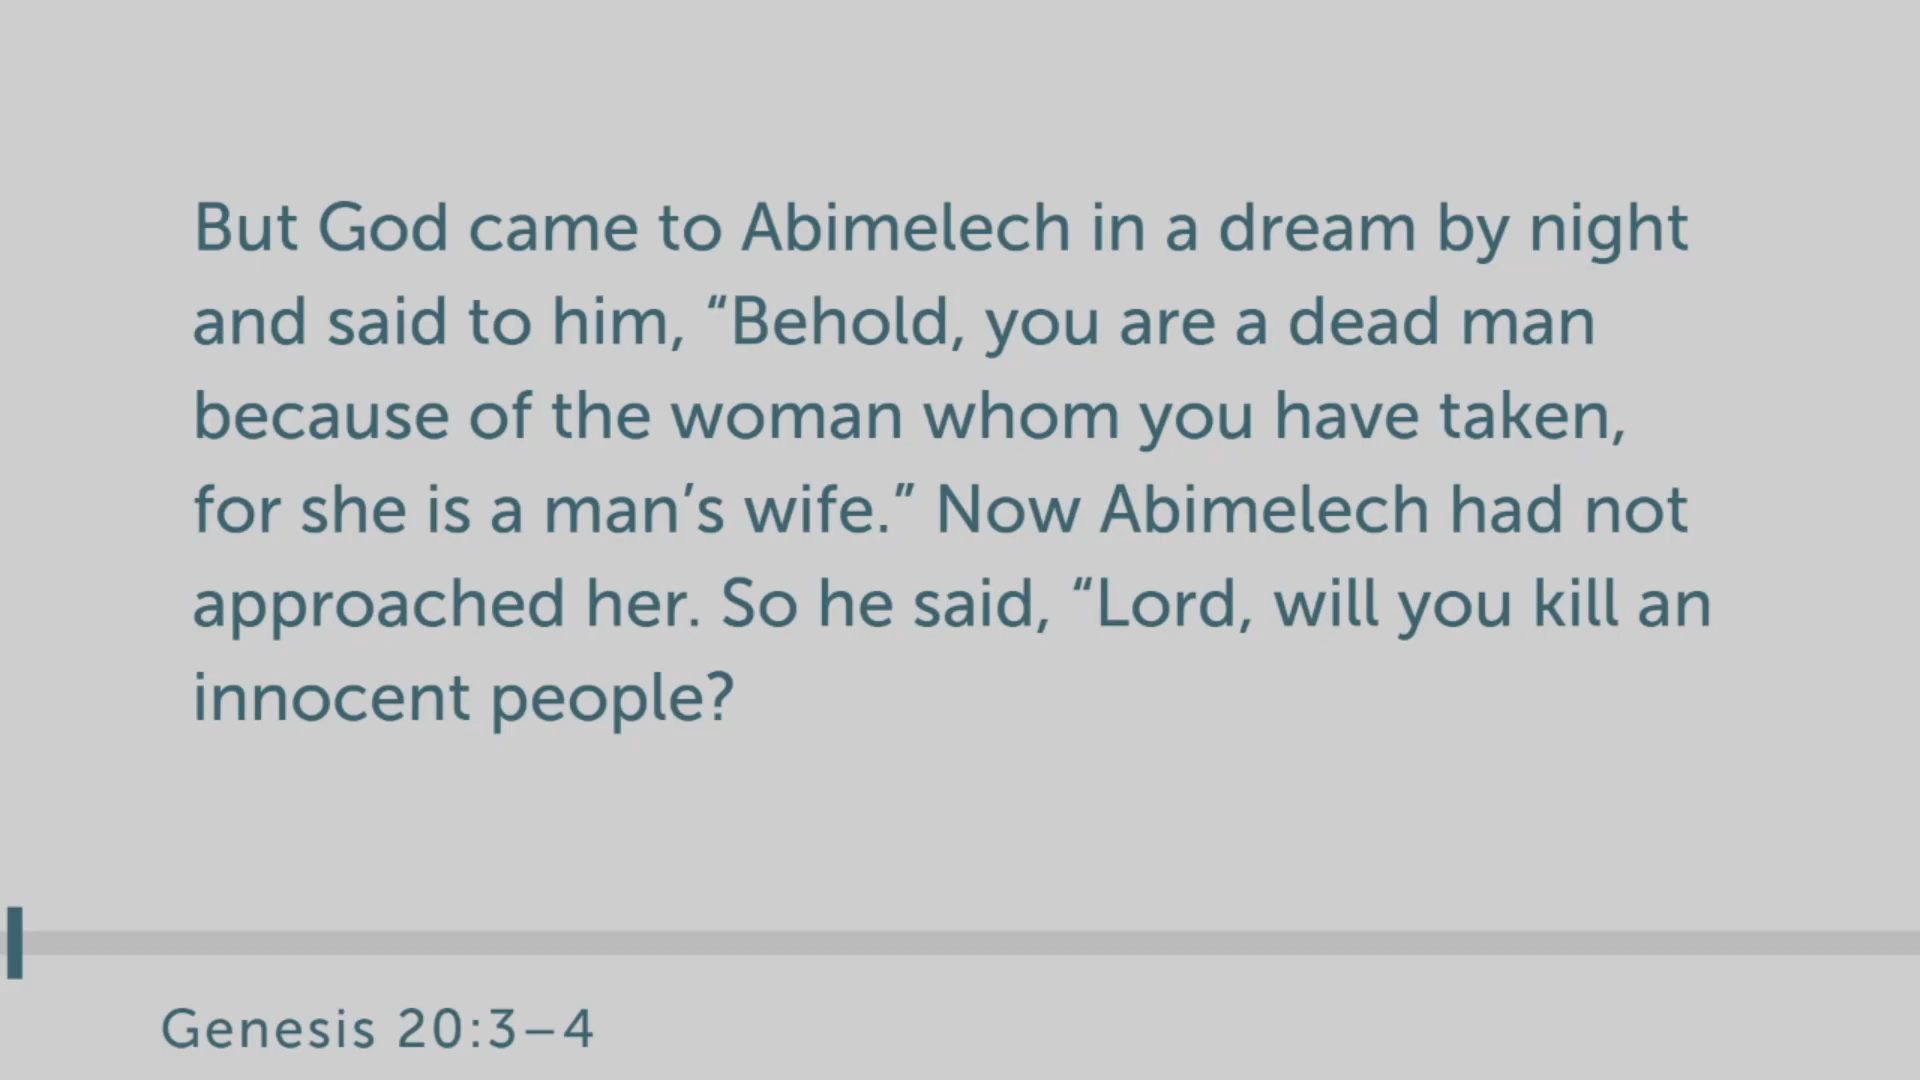 But God came to Abimelech in a dream by night
and said to him, “Behold, you are a dead man
because of the woman whom you have taken,
for she is a man’s wife.” Now Abimelech had not
approached her. So he said, “Lord, will you kill an
innocent people?
Genesis 20:3–4